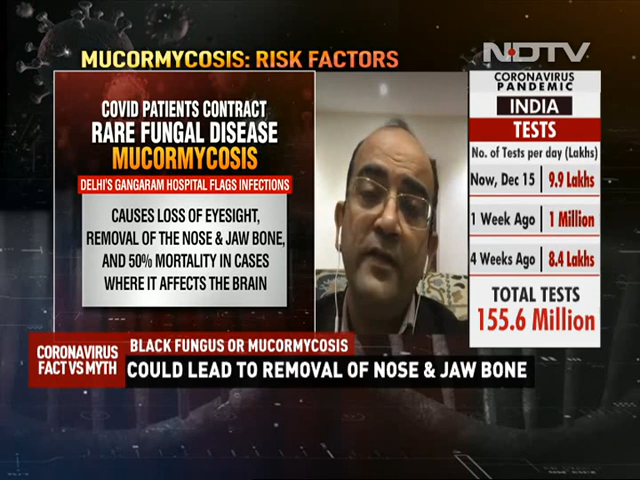 MUCORMYCOSIS: RISK FACTORS
NDTV
COVID PATIENTS CONTRACT
RARE FUNGAL DISEASE
MUCORMYCOSIS
DELHI'S GANGARAM HOSPITAL FLAGS INFECTIONS
CAUSES LOSS OF EYESIGHT,
REMOVAL OF THE NOSE & JAW BONE,
AND 50% MORTALITY IN CASES
WHERE IT AFFECTS THE BRAIN
CORONAVIRUS
PANDEMIC
INDIA
TESTS
No. of Tests per day (Lakhs)
Now, Dec 15 9.9 Lakhs
1 Week Ago 1 Million
4 Weeks Ago 8.4 Lakhs
TOTAL TESTS
155.6 Million
CORONAVIRUS
FACT VS MYTH
BLACK FUNGUS OR MUCORMYCOSIS
COULD LEAD TO REMOVAL OF NOSE & JAW BONE